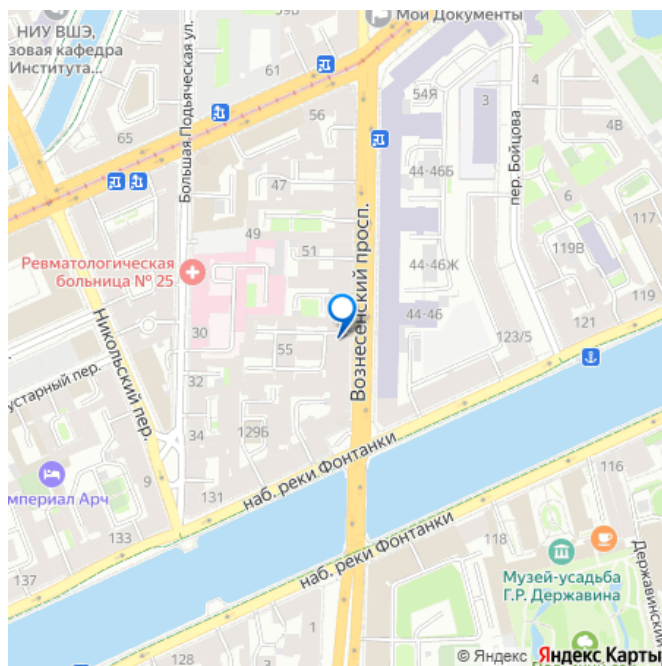 59В
НИУ ВШЭ,
зовая кафедра
Института...
Мои Документы
61
54Я
4
3
56
65
Большая Подьяческая ул.
44-46Б
пер. Бойцова
4В
47
6
49
51
Вознесенский просп.
119В
Ревматологическая
больница № 25
44-46Ж
119
117
44-46
121
30
123/5
Никольский пер.
55
устарный пер.
32
34
129Б
наб. реки Фонтанки
мпериал Арч
9
131
133
116
наб. реки Фонтанки
118
137
Музей-усадьба
Г.Р. Державина
Державинский
3
1
© Яндекс Яндекс Карты